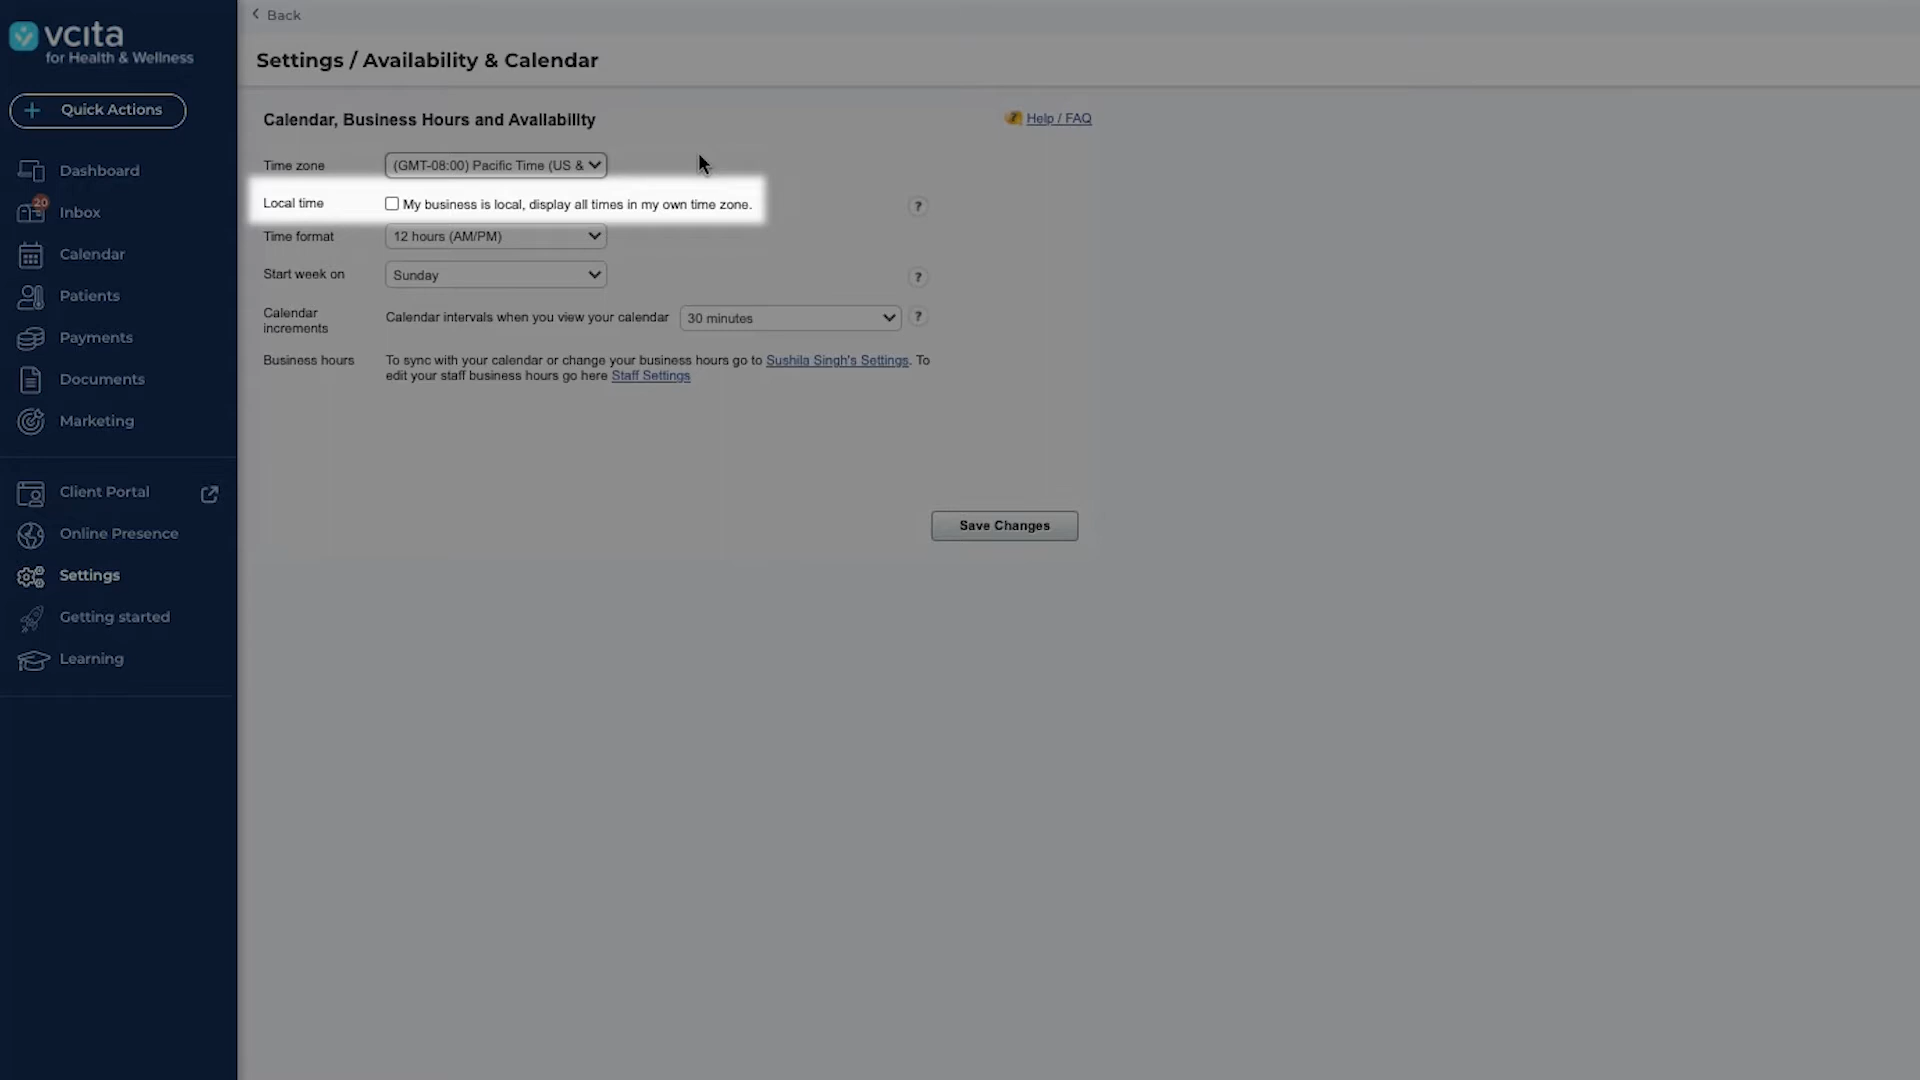 vcita
for Health & Wellness
Quick Actions
Dashboard
20
Inbox
Calendar
Patients
Payments
Documents
Marketing
Client Portal
Online Presence
Settings
Getting started
Learning
Back
Settings / Availability & Calendar
Calendar, Business Hours and Availability
? Help / FAQ
Time zone (GMT-08:00) Pacific Time (US &
Local time My business is local, display all times in my own time zone. ?
Time format 12 hours (AM/PM)
Start week on Sunday ?
Calendar increments Calendar intervals when you view your calendar 30 minutes ?
Business hours To sync with your calendar or change your business hours go to Sushila Singh's Settings. To
edit your staff business hours go here Staff Settings
Save Changes